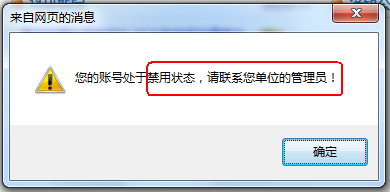 来自网页的消息
您的账号处于禁用状态，请联系您单位的管理员！
确定